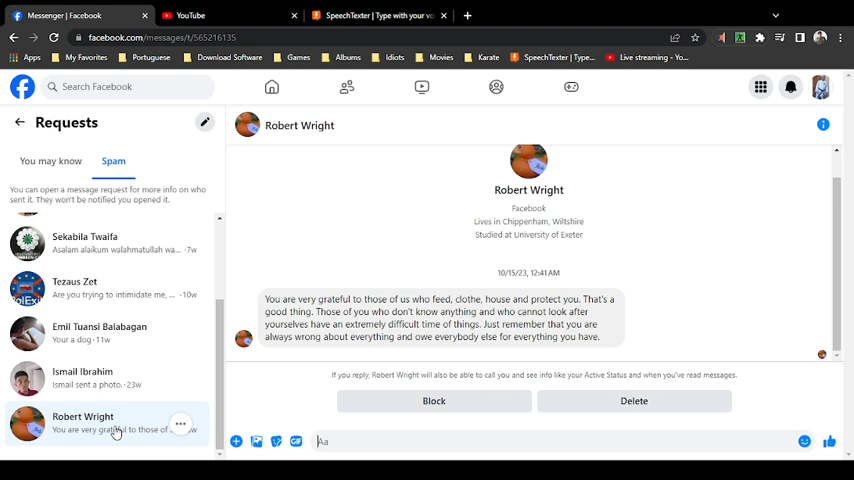 Messenger | Facebook
YouTube
SpeechTexter | Type with your vo
facebook.com/messages/t/565216135
Apps My Favorites Portuguese Download Software Games Albums Idiots Movies Karate SpeechTexter | Type... Live streaming - Yo...
Search Facebook
Requests
You may know Spam
You can open a message request for more info on who
sent it. They won't be notified you opened it.
Sekabila Twaifa
Asalam alaikum walahmatullah wa... · 7w
Tezaus Zet
Are you trying to intimidate me, ... · 10w
Emil Tuansi Balabagan
Your a dog · 11w
Ismail Ibrahim
Ismail sent a photo. · 23w
Robert Wright
You are very grateful to those of
Robert Wright
Robert Wright
Facebook
Lives in Chippenham, Wiltshire
Studied at University of Exeter
10/15/23, 12:41 AM
You are very grateful to those of us who feed, clothe, house and protect you. That's a
good thing. Those of you who don't know anything and who cannot look after
yourselves have an extremely difficult time of things. Just remember that you are
always wrong about everything and owe everybody else for everything you have.
If you reply, Robert Wright will also be able to call you and see info like your Active Status and when you've read messages.
Block Delete
GIF
Aa